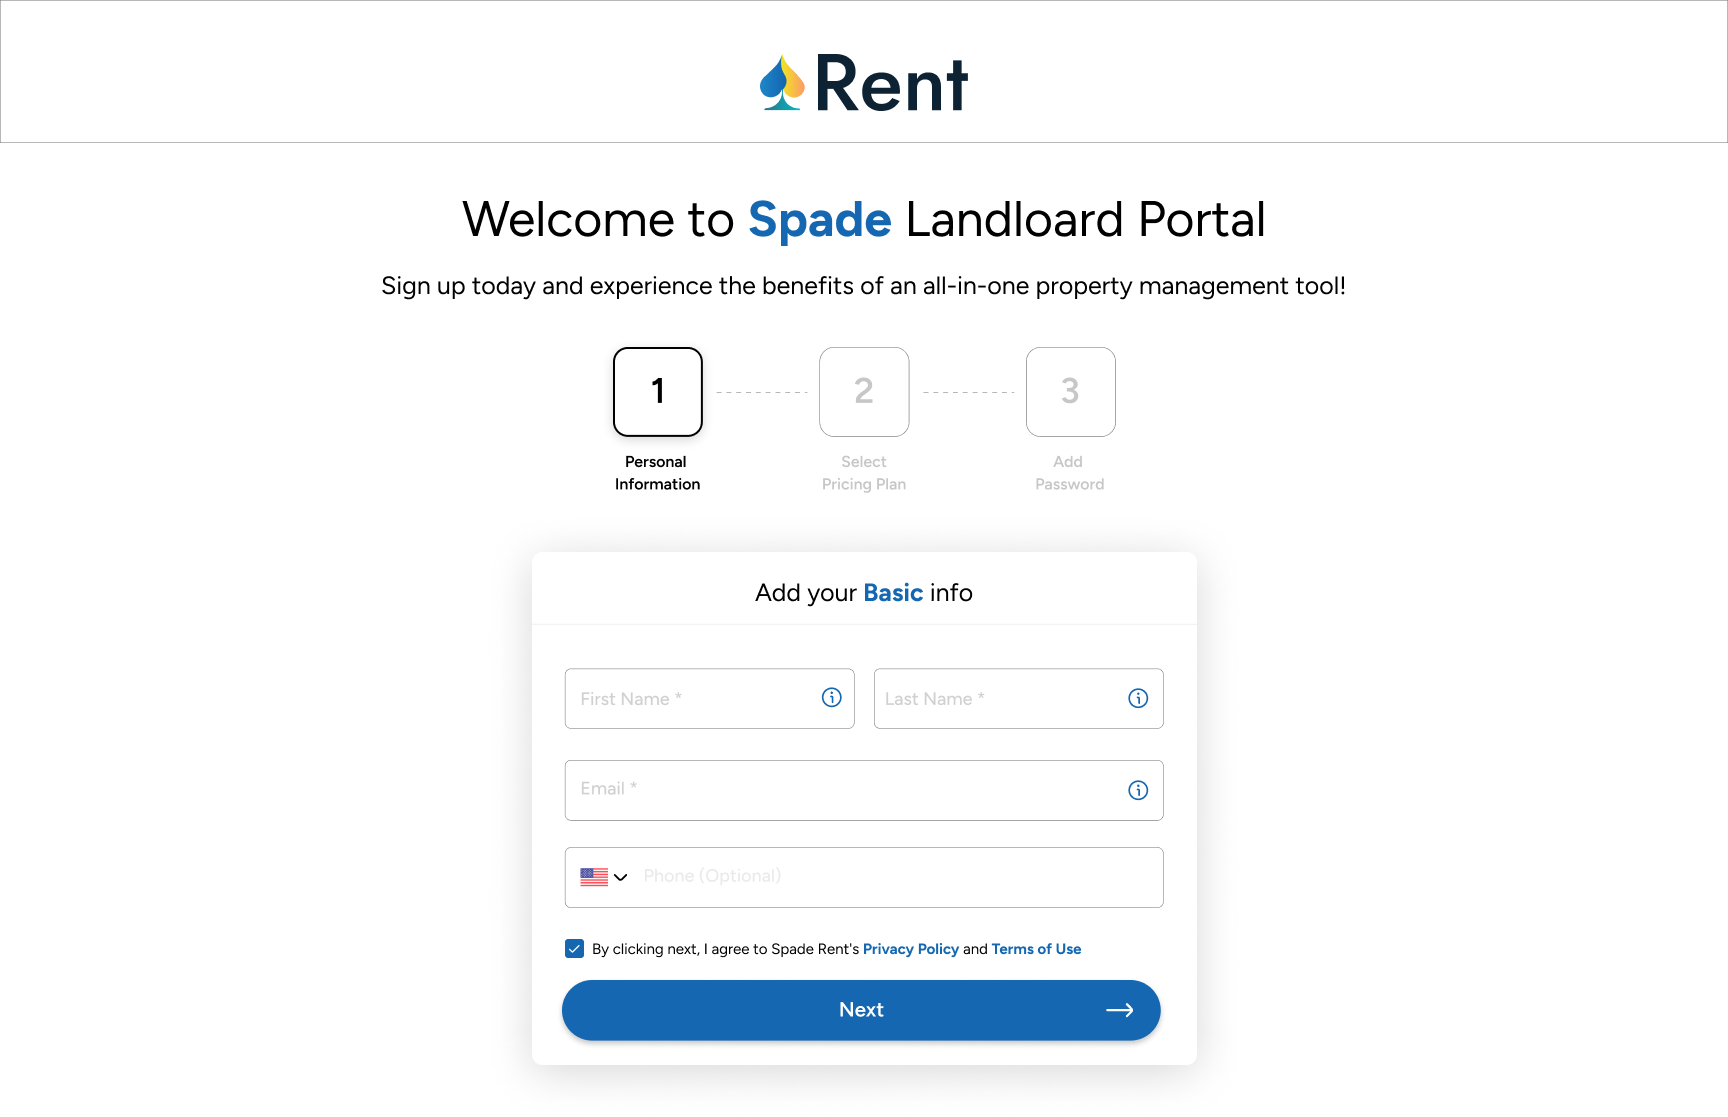 Rent
Welcome to Spade Landloard Portal
Sign up today and experience the benefits of an all-in-one property management tool!
1
2
3
Personal
Information
Select
Pricing Plan
Add
Password
Add your Basic info
First Name *
Last Name *
Email *
Phone (Optional)
By clicking next, I agree to Spade Rent's Privacy Policy and Terms of Use
Next